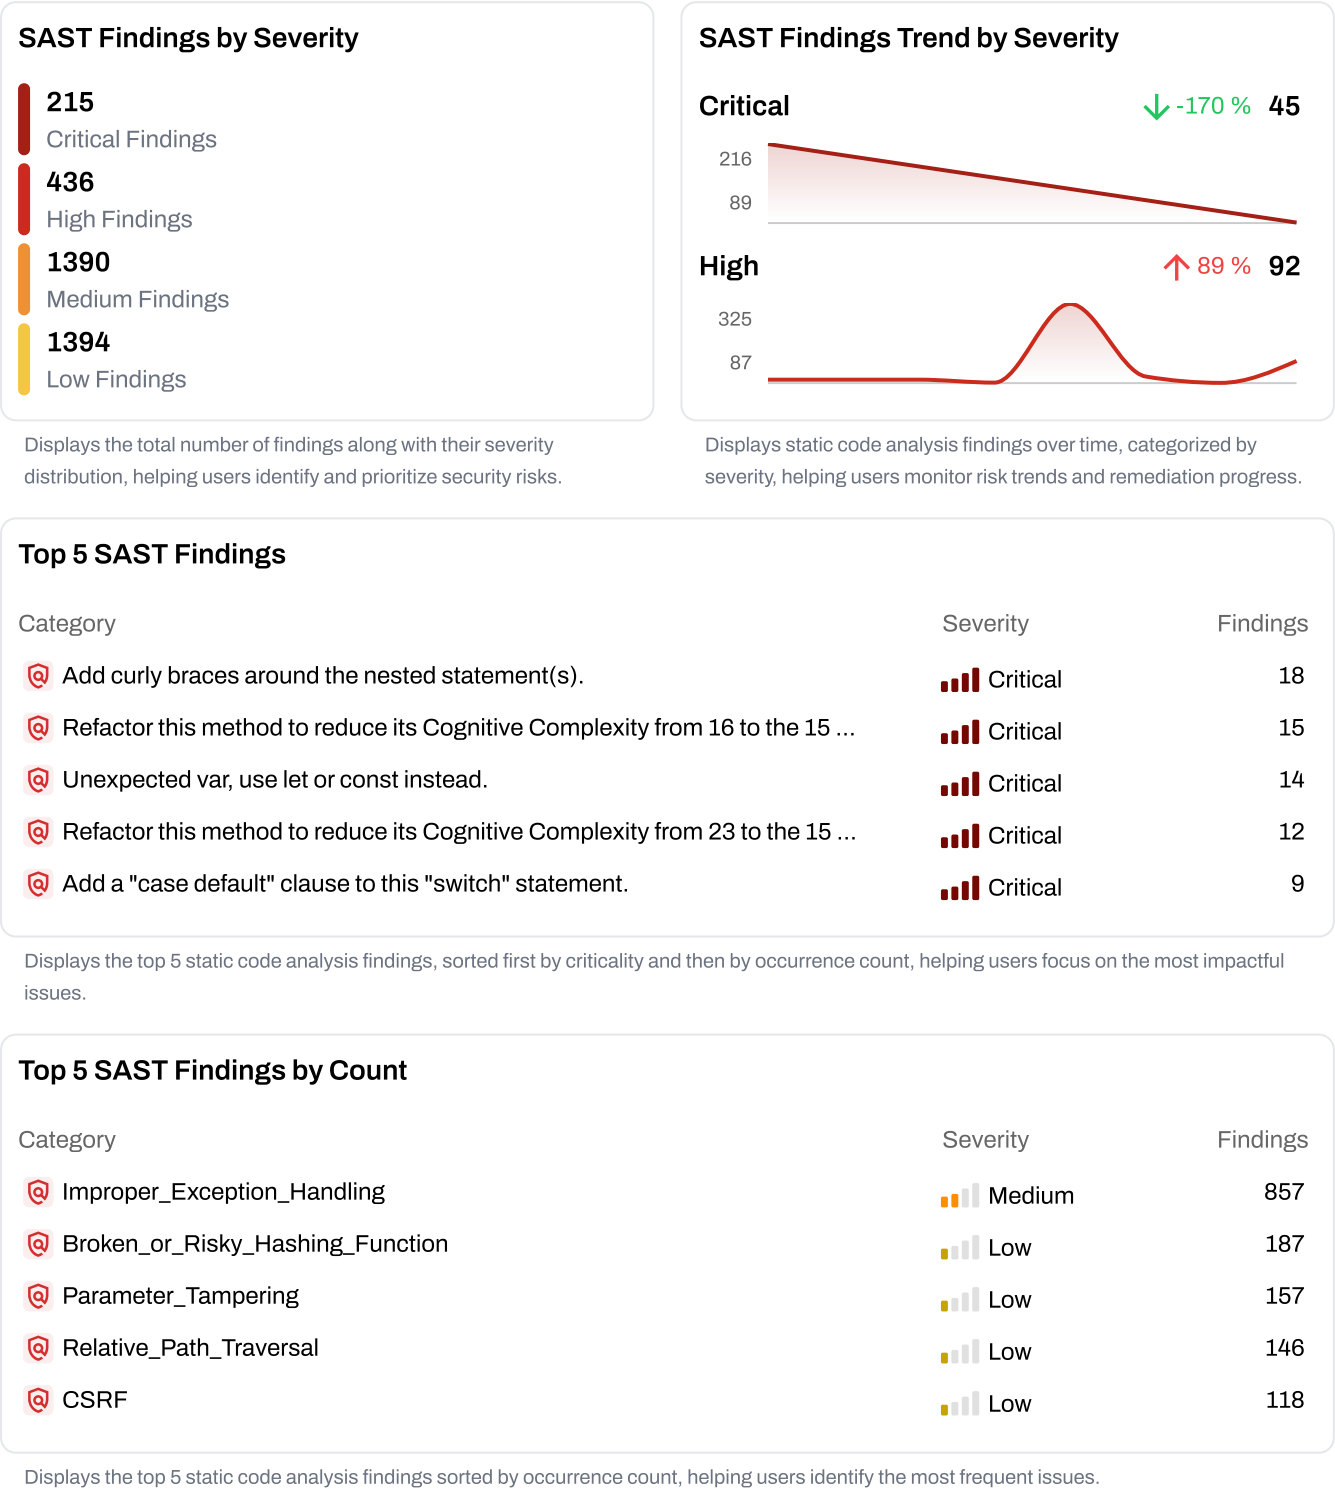 SAST Findings by Severity
215
Critical Findings
436
High Findings
1390
Medium Findings
1394
Low Findings
Displays the total number of findings along with their severity
distribution, helping users identify and prioritize security risks.
SAST Findings Trend by Severity
Critical -170 % 45
216
89
High 89 % 92
325
87
Displays static code analysis findings over time, categorized by
severity, helping users monitor risk trends and remediation progress.
Top 5 SAST Findings
Category Severity Findings
Add curly braces around the nested statement(s). Critical 18
Refactor this method to reduce its Cognitive Complexity from 16 to the 15 ... Critical 15
Unexpected var, use let or const instead. Critical 14
Refactor this method to reduce its Cognitive Complexity from 23 to the 15 ... Critical 12
Add a "case default" clause to this "switch" statement. Critical 9
Displays the top 5 static code analysis findings, sorted first by criticality and then by occurrence count, helping users focus on the most impactful
issues.
Top 5 SAST Findings by Count
Category Severity Findings
Improper_Exception_Handling Medium 857
Broken_or_Risky_Hashing_Function Low 187
Parameter_Tampering Low 157
Relative_Path_Traversal Low 146
CSRF Low 118
Displays the top 5 static code analysis findings sorted by occurrence count, helping users identify the most frequent issues.